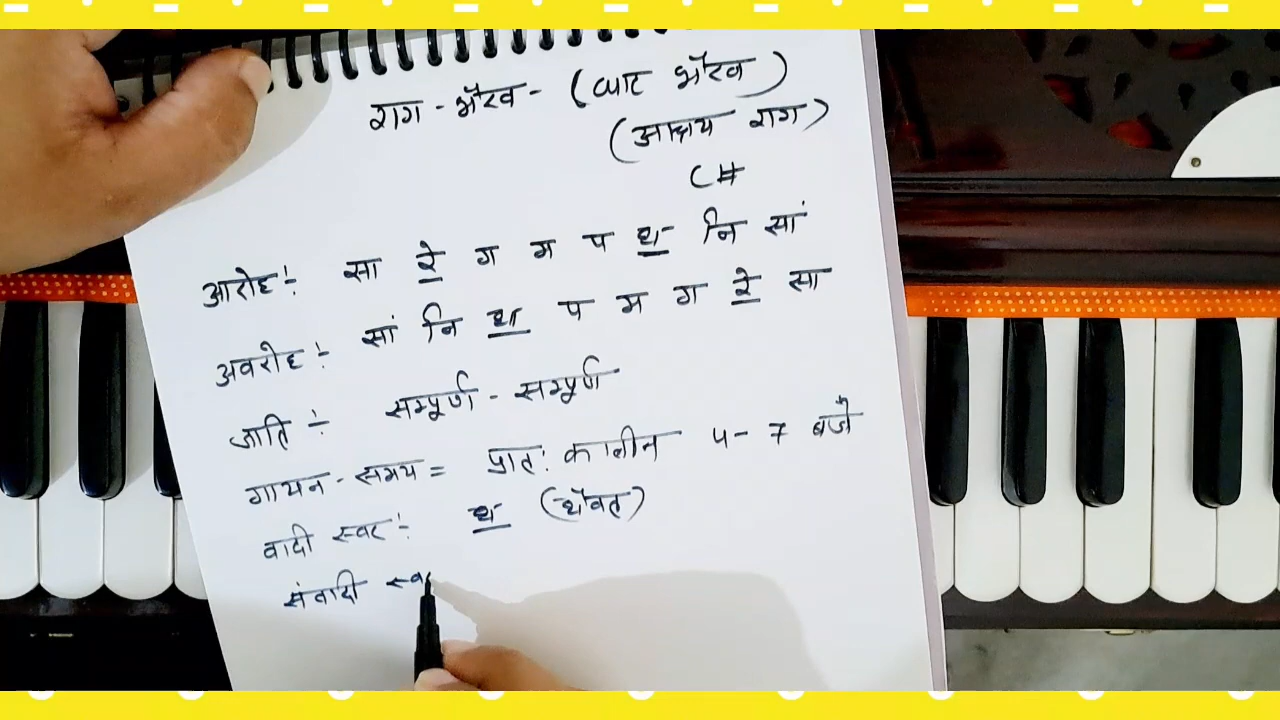 राग - भैरव - (थाट भैरव)
(आश्रय राग)
C#
आरोह :- सा रे॒ ग म प ध॒ नि सां
अवरोह :- सां नि ध॒ प म ग रे॒ सा
जाति :- सम्पूर्ण - सम्पूर्ण
गायन - समय = प्रातः कालीन 4 - 7 बजे
वादी स्वर :- ध॒ (धैवत)
संवादी स्व